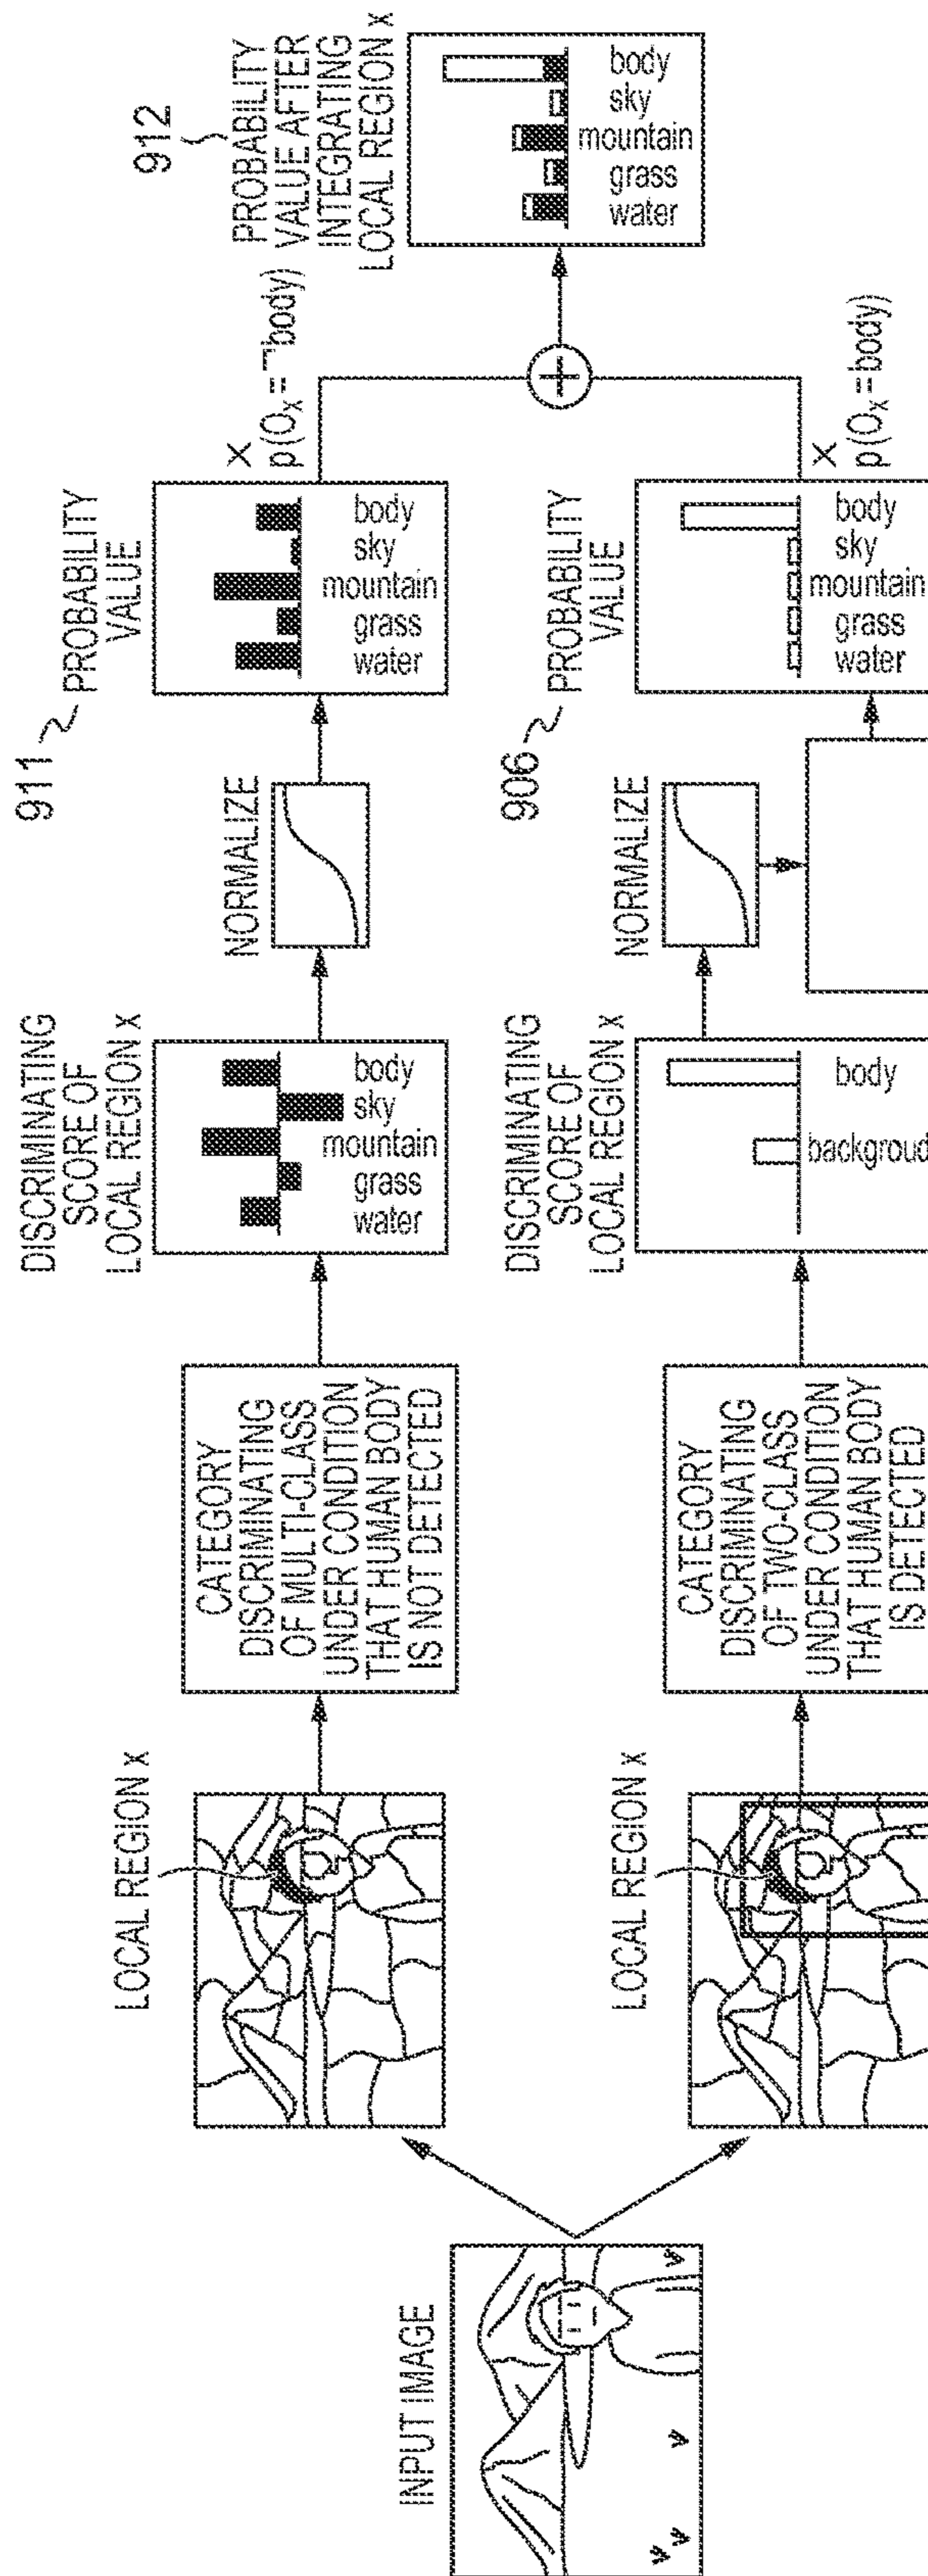 INPUT IMAGE
LOCAL REGION x
CATEGORY
DISCRIMINATING
OF MULTI-CLASS
UNDER CONDITION
THAT HUMAN BODY
IS NOT DETECTED
DISCRIMINATING
SCORE OF
LOCAL REGION x
body
sky
mountain
grass
water
NORMALIZE
911
PROBABILITY
VALUE
body
sky
mountain
grass
water
X
p(Ox = ¬body)
LOCAL REGION x
CATEGORY
DISCRIMINATING
OF TWO-CLASS
UNDER CONDITION
THAT HUMAN BODY
IS DETECTED
DISCRIMINATING
SCORE OF
LOCAL REGION x
body
backgroud
NORMALIZE
906
PROBABILITY
VALUE
body
sky
mountain
grass
water
X
p(Ox = body)
+
912
PROBABILITY
VALUE AFTER
INTEGRATING
LOCAL REGION x
body
sky
mountain
grass
water